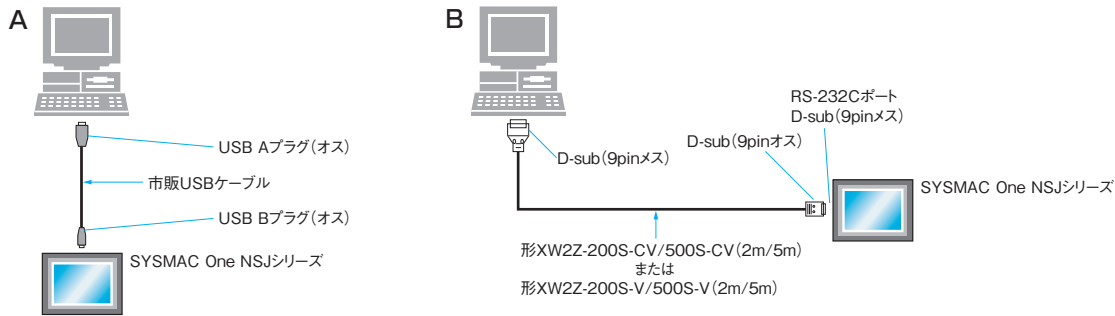 A
USB Aプラグ(オス)
市販USBケーブル
USB Bプラグ(オス)
SYSMAC One NSJシリーズ
B
RS-232Cポート
D-sub(9pinメス)
D-sub(9pinオス)
D-sub(9pinメス)
SYSMAC One NSJシリーズ
形XW2Z-200S-CV/500S-CV(2m/5m)
または
形XW2Z-200S-V/500S-V(2m/5m)